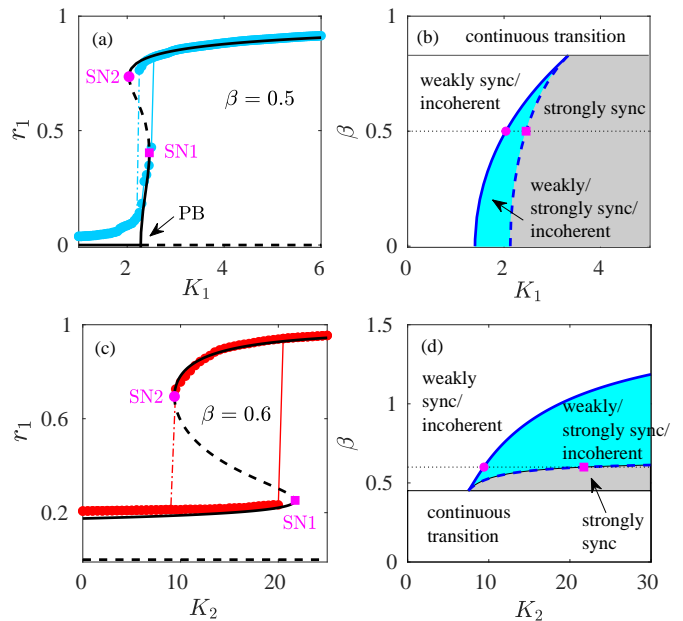 (a)
SN2
β = 0.5
SN1
PB
r₁
1
0.5
0
2
4
6
K₁
(b)
continuous transition
weakly sync/
incoherent
strongly sync
weakly/
strongly sync/
incoherent
β
1
0.5
0
0
2
4
K₁
(c)
SN2
β = 0.6
SN1
r₁
1
0.6
0.2
0
10
20
K₂
(d)
weakly
sync/
incoherent
weakly/
strongly sync/
incoherent
continuous
transition
strongly
sync
β
1.5
1
0.5
0
0
10
20
30
K₂